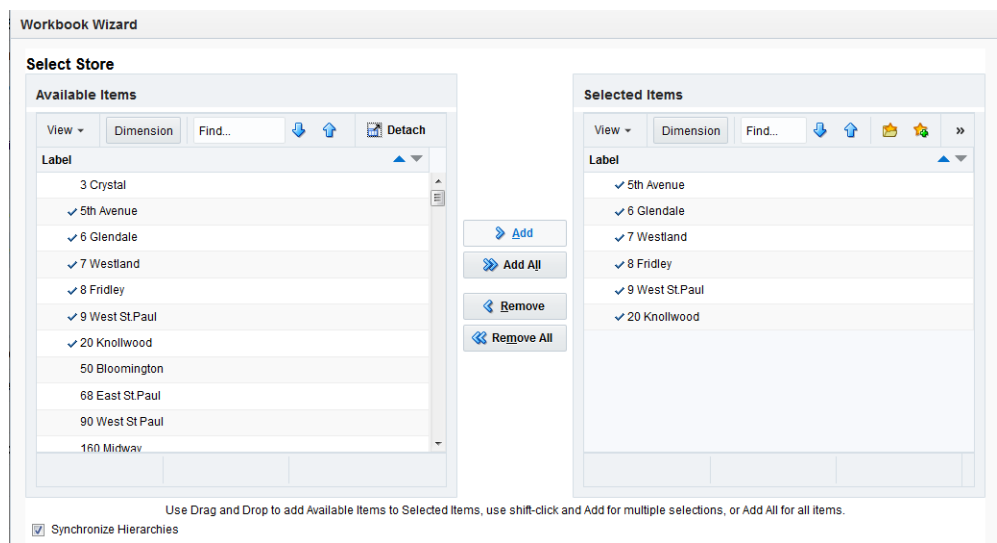 Workbook Wizard
Select Store
Available Items
View Dimension Find... Detach
Label
3 Crystal
5th Avenue
6 Glendale
7 Westland
8 Fridley
9 West St.Paul
20 Knollwood
50 Bloomington
68 East St.Paul
90 West St Paul
160 Midway
Add
Add All
Remove
Remove All
Selected Items
View Dimension Find... »
Label
5th Avenue
6 Glendale
7 Westland
8 Fridley
9 West St.Paul
20 Knollwood
Use Drag and Drop to add Available Items to Selected Items, use shift-click and Add for multiple selections, or Add All for all items.
Synchronize Hierarchies